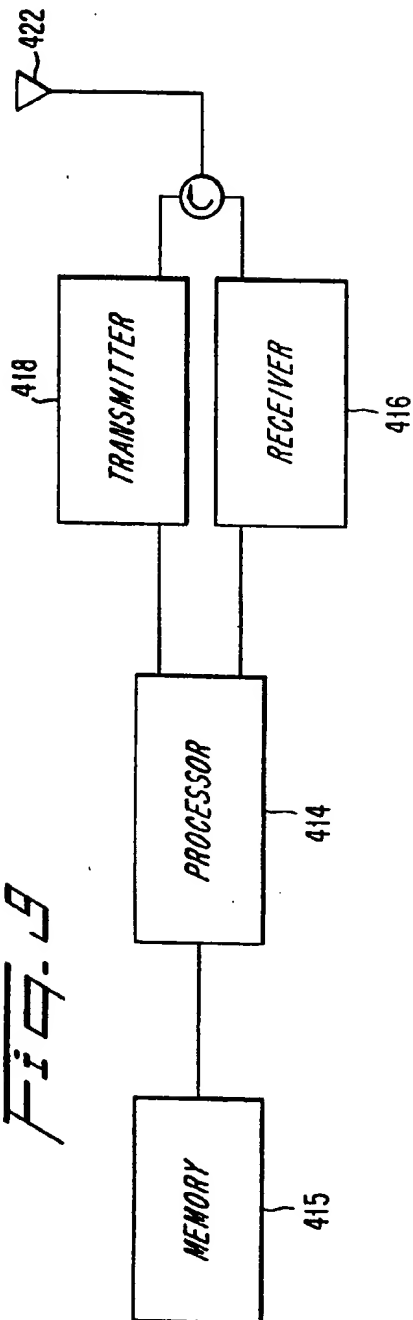 Fig. 9
MEMORY
415
PROCESSOR
414
TRANSMITTER
418
RECEIVER
416
422